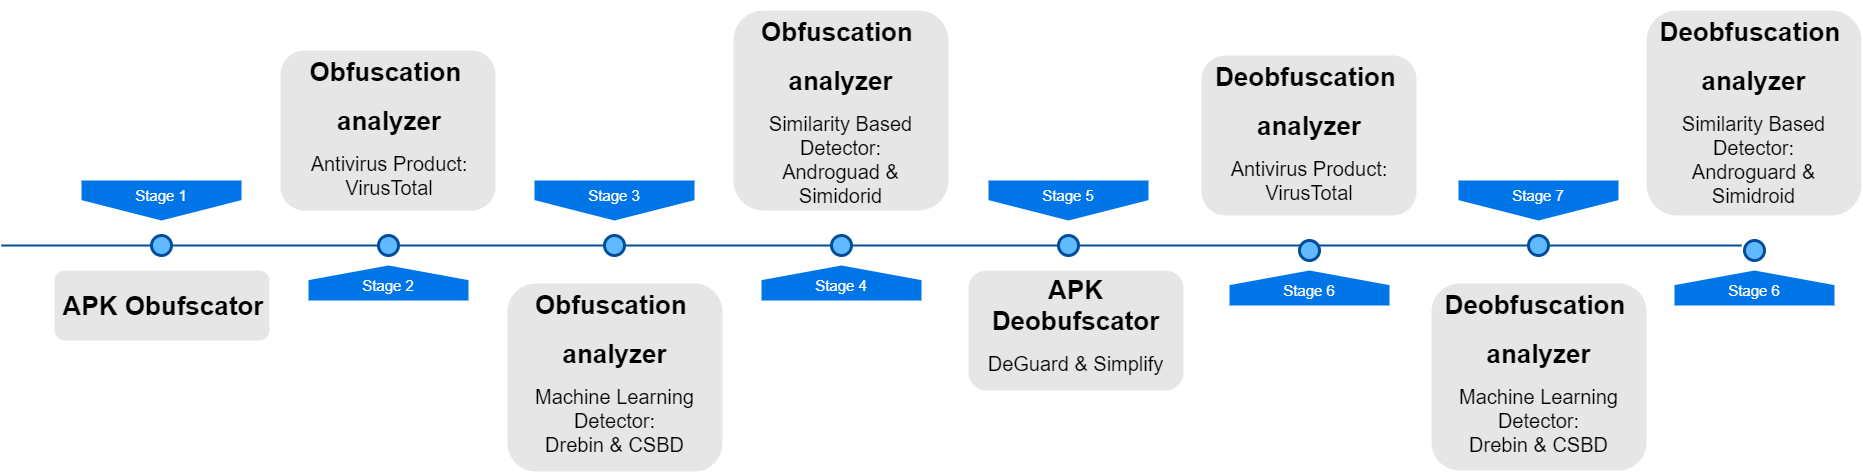 Stage 1
APK Obufscator
Obfuscation
analyzer
Antivirus Product:
VirusTotal
Stage 2
Stage 3
Obfuscation
analyzer
Machine Learning
Detector:
Drebin & CSBD
Obfuscation
analyzer
Similarity Based
Detector:
Androguad &
Simidorid
Stage 4
Stage 5
APK
Deobufscator
DeGuard & Simplify
Deobfuscation
analyzer
Antivirus Product:
VirusTotal
Stage 6
Stage 7
Deobfuscation
analyzer
Machine Learning
Detector:
Drebin & CSBD
Deobfuscation
analyzer
Similarity Based
Detector:
Androguard &
Simidroid
Stage 6